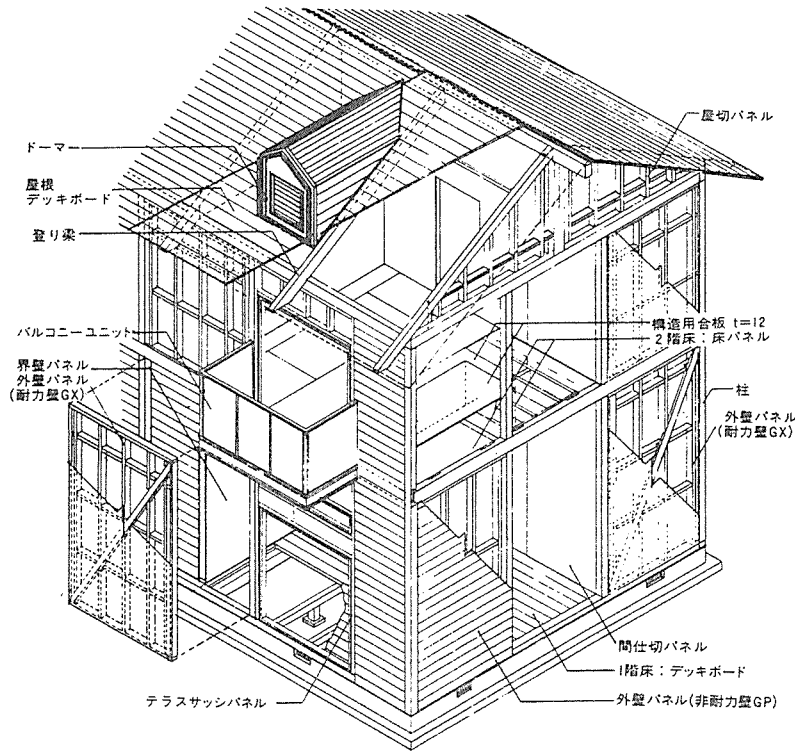 ドーマー
屋根
デッキボード
登り梁
バルコニーユニット
界壁パネル
外壁パネル
(耐力壁GX)
屋切パネル
構造用合板 t=12
2階床：床パネル
柱
外壁パネル
(耐力壁GX)
間仕切パネル
1階床：デッキボード
外壁パネル(非耐力壁GP)
テラスサッシパネル